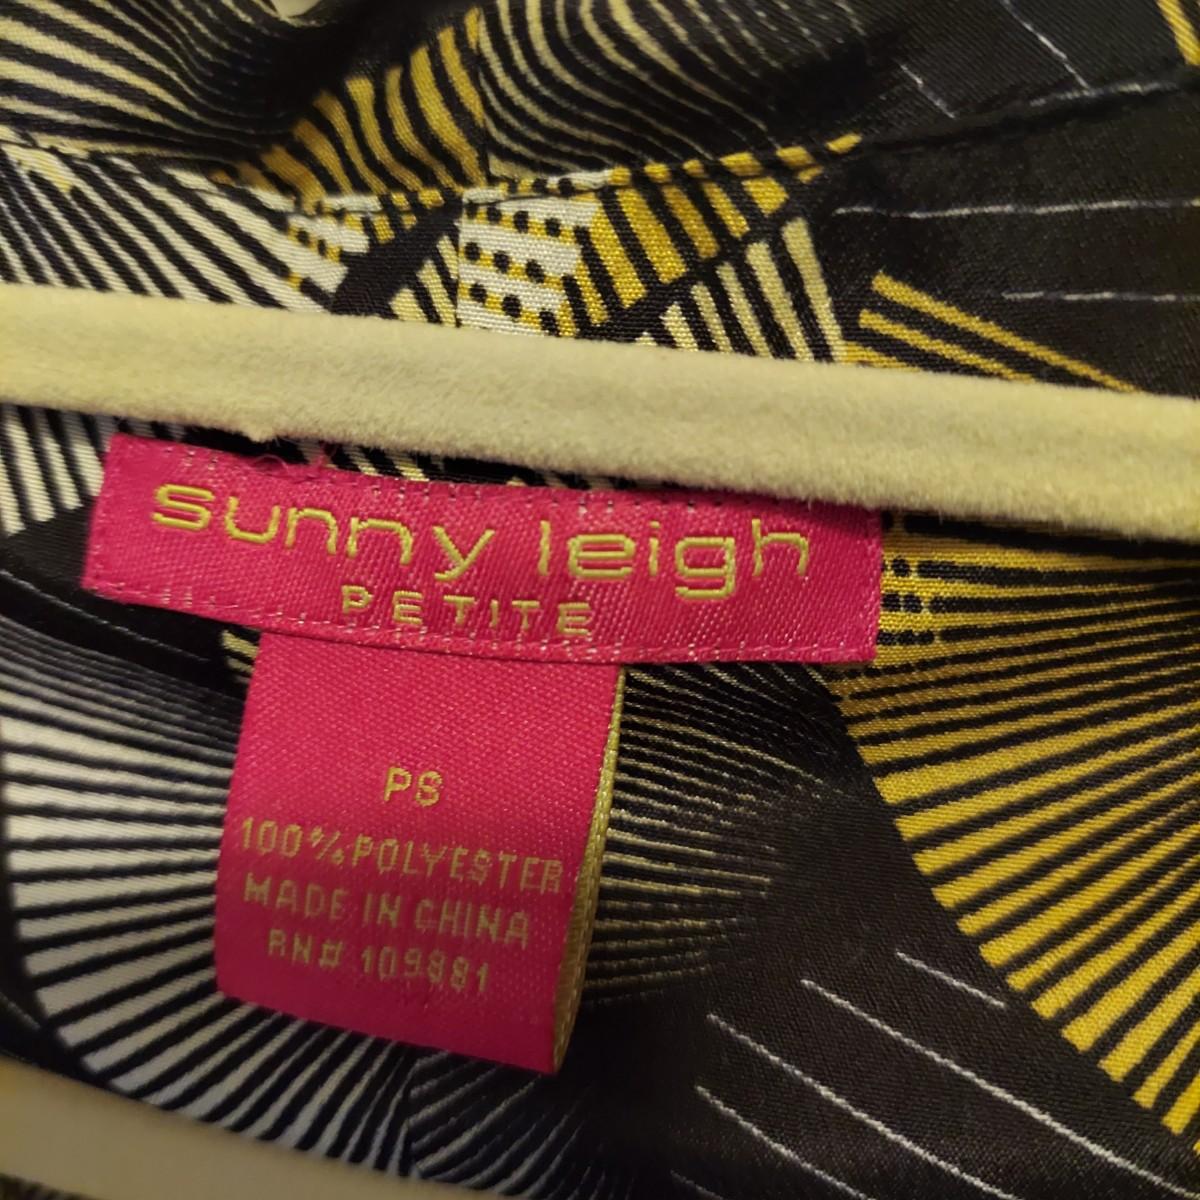 sunny leigh
PETITE
PS
100% POLYESTER
MADE IN CHINA
RN# 109881